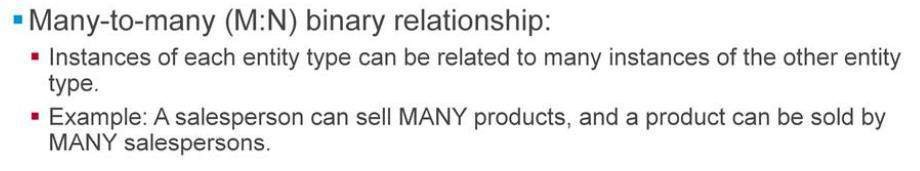 Many-to-many (M:N) binary relationship:
Instances of each entity type can be related to many instances of the other entity
type.
Example: A salesperson can sell MANY products, and a product can be sold by
MANY salespersons.